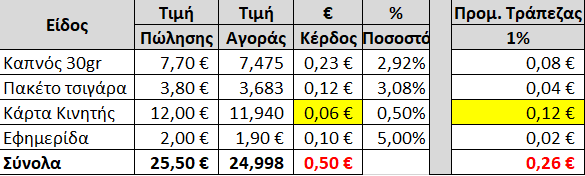 Είδος Τιμή Πώλησης Τιμή Αγοράς € Κέρδος % Ποσοστό Προμ. Τράπεζας 1%
Καπνός 30gr 7,70 € 7,475 0,23 € 2,92% 0,08 €
Πακέτο τσιγάρα 3,80 € 3,683 0,12 € 3,08% 0,04 €
Κάρτα Κινητής 12,00 € 11,940 0,06 € 0,50% 0,12 €
Εφημερίδα 2,00 € 1,90 € 0,10 € 5,00% 0,02 €
Σύνολα 25,50 € 24,998 0,50 € 0,26 €